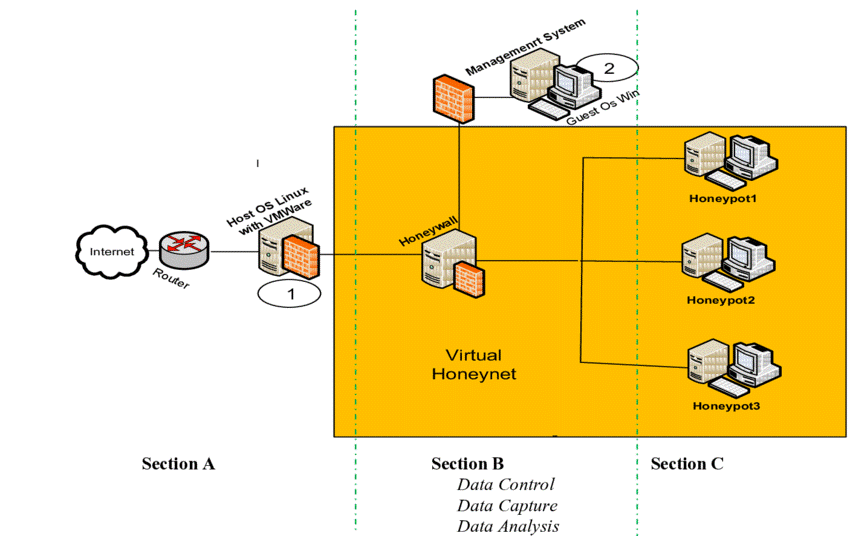 Managemenrt System
2
Guest Os Win
Host OS Linux
with VMWare
Honeywall
Internet
Router
1
Honeypot1
Honeypot2
Honeypot3
Virtual
Honeynet
Section A
Section B
Section C
Data Control
Data Capture
Data Analysis